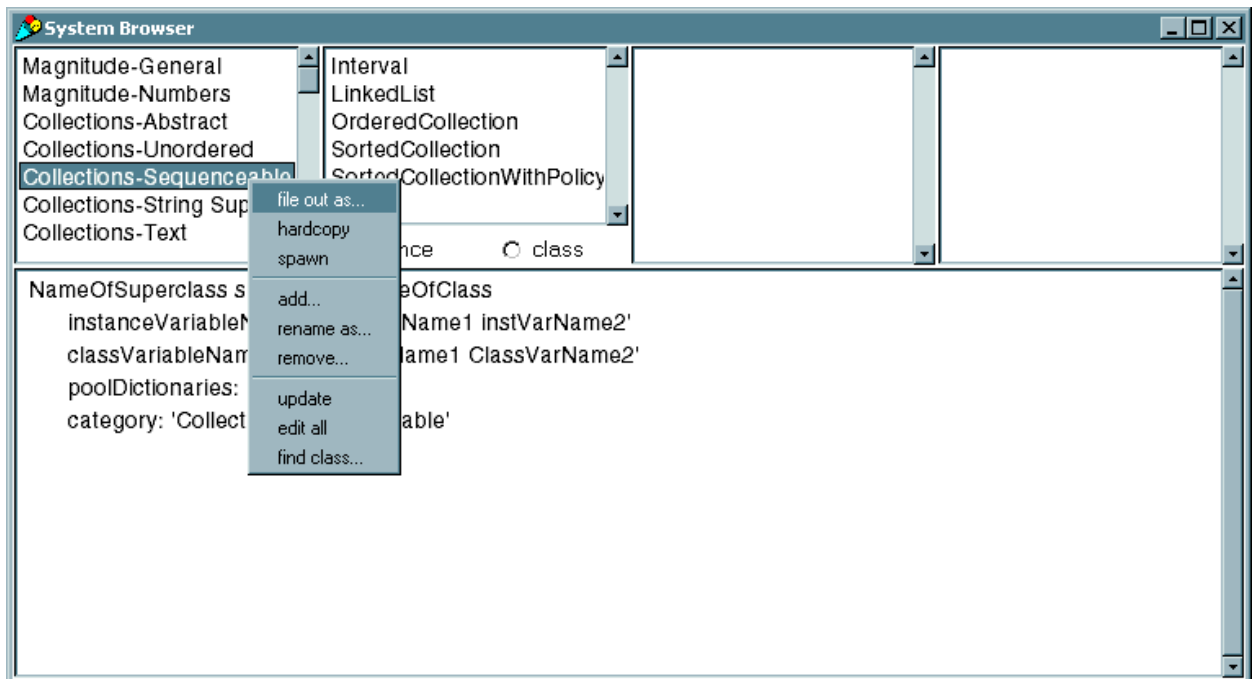 System Browser
Magnitude-General
Magnitude-Numbers
Collections-Abstract
Collections-Unordered
Collections-Sequenceable
Collections-String Sup
Collections-Text
Interval
LinkedList
OrderedCollection
SortedCollection
SortedCollectionWithPolicy
nce class
file out as...
hardcopy
spawn
add...
rename as...
remove...
update
edit all
find class...
NameOfSuperclass s eOfClass
instanceVariableN Name1 instVarName2'
classVariableNam lame1 ClassVarName2'
poolDictionaries:
category: 'Collect able'